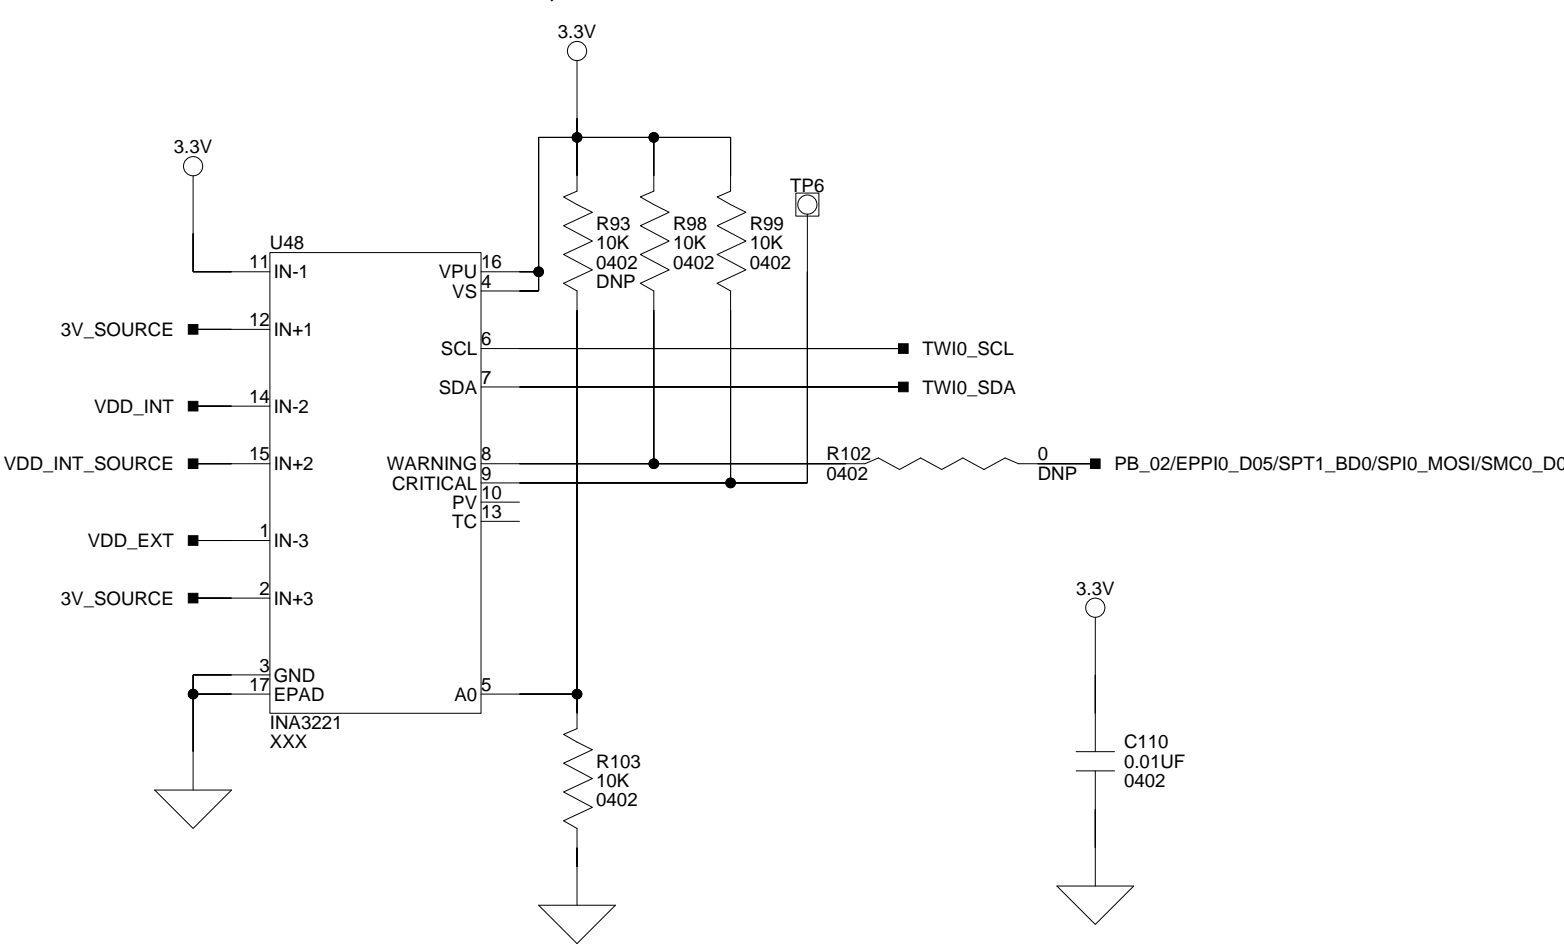 3.3V
3.3V
TP6
R93
10K
0402
DNP
R98
10K
0402
R99
10K
0402
U48
11 IN-1
VPU 16
VS 4
3V_SOURCE 12 IN+1
SCL 6 TWI0_SCL
SDA 7 TWI0_SDA
VDD_INT 14 IN-2
VDD_INT_SOURCE 15 IN+2
WARNING 8
CRITICAL 9
PV 10
TC 13
R102
0402
0
DNP
PB_02/EPPI0_D05/SPT1_BD0/SPI0_MOSI/SMC0_D0
VDD_EXT 1 IN-3
3V_SOURCE 2 IN+3
3 GND
17 EPAD
A0 5
INA3221
XXX
R103
10K
0402
3.3V
C110
0.01UF
0402